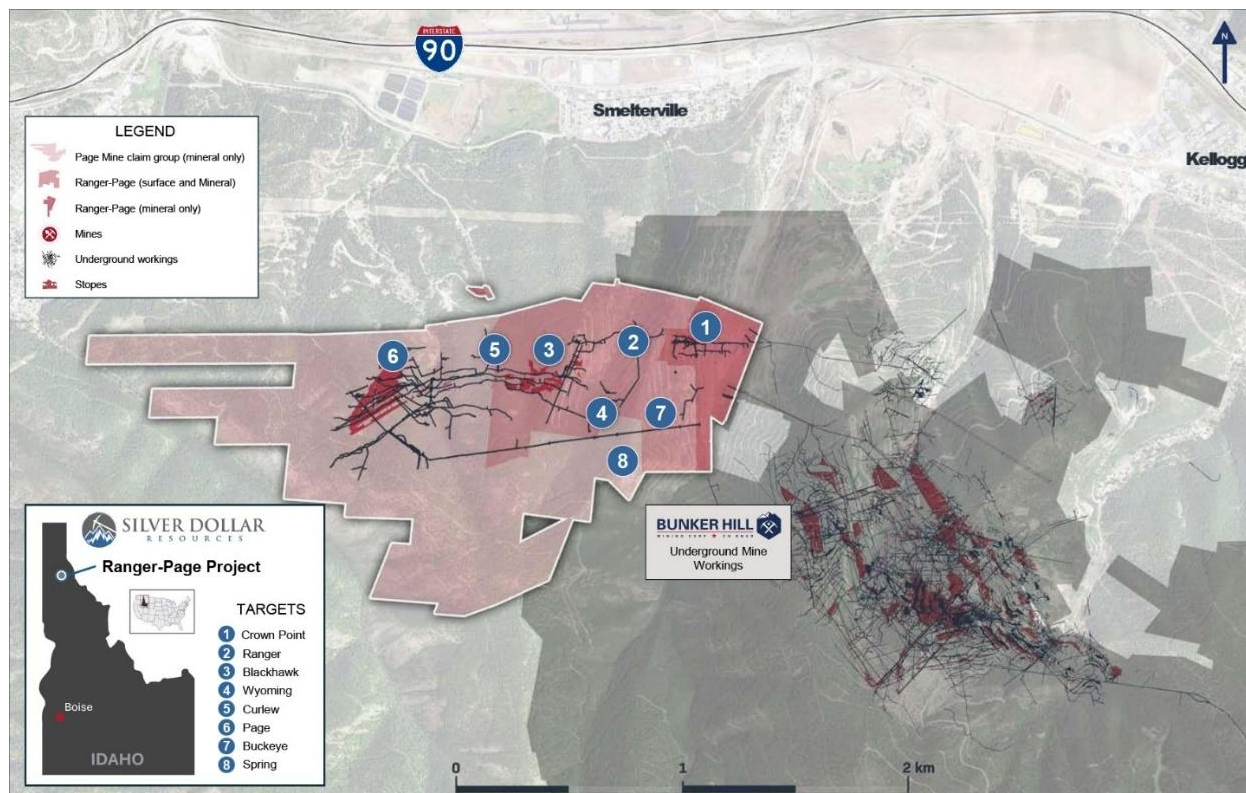 INTERSTATE
90
N
Smelterville
Kellogg
LEGEND
Page Mine claim group (mineral only)
Ranger-Page (surface and Mineral)
Ranger-Page (mineral only)
Mines
Underground workings
Stopes
1
2
3
5
6
4
7
8
BUNKER HILL
MINING CORP
Underground Mine
Workings
SILVER DOLLAR
RESOURCES
Ranger-Page Project
TARGETS
1 Crown Point
2 Ranger
3 Blackhawk
4 Wyoming
5 Curlew
6 Page
7 Buckeye
8 Spring
Boise
IDAHO
0
1
2 km